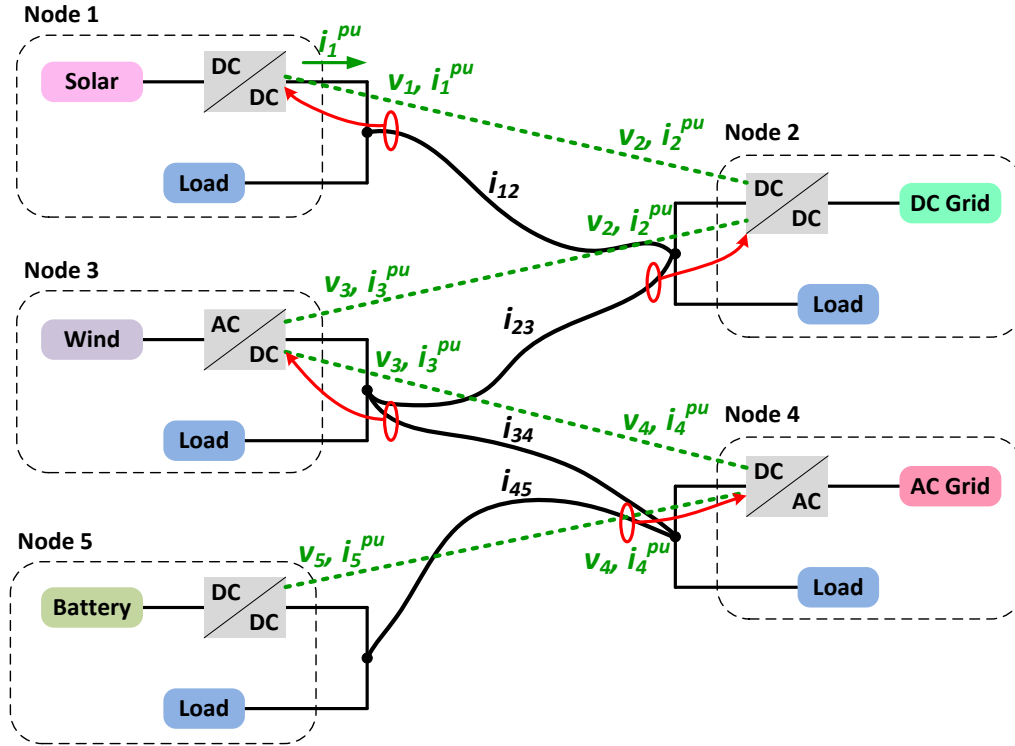 Node 1
i₁ᵖᵘ
Solar
DC
DC
v₁, i₁ᵖᵘ
Load
i₁₂
v₂, i₂ᵖᵘ
Node 2
DC
DC
DC Grid
v₂, i₂ᵖᵘ
Load
Node 3
v₃, i₃ᵖᵘ
Wind
AC
DC
i₂₃
v₃, i₃ᵖᵘ
Load
i₃₄
v₄, i₄ᵖᵘ
Node 4
DC
AC
AC Grid
i₄₅
v₄, i₄ᵖᵘ
Load
Node 5
v₅, i₅ᵖᵘ
Battery
DC
DC
Load